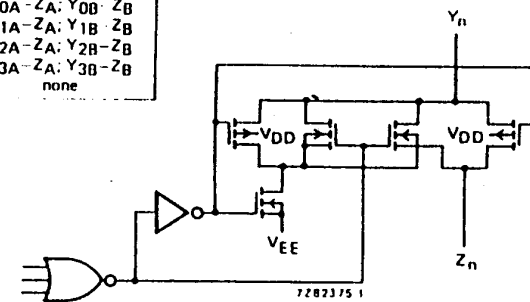 0A-ZA; Y0B-ZB
1A-ZA; Y1B-ZB
2A-ZA; Y2B-ZB
3A-ZA; Y3B-ZB
none
Yn
VDD
VDD
VEE
Zn
7282375 1